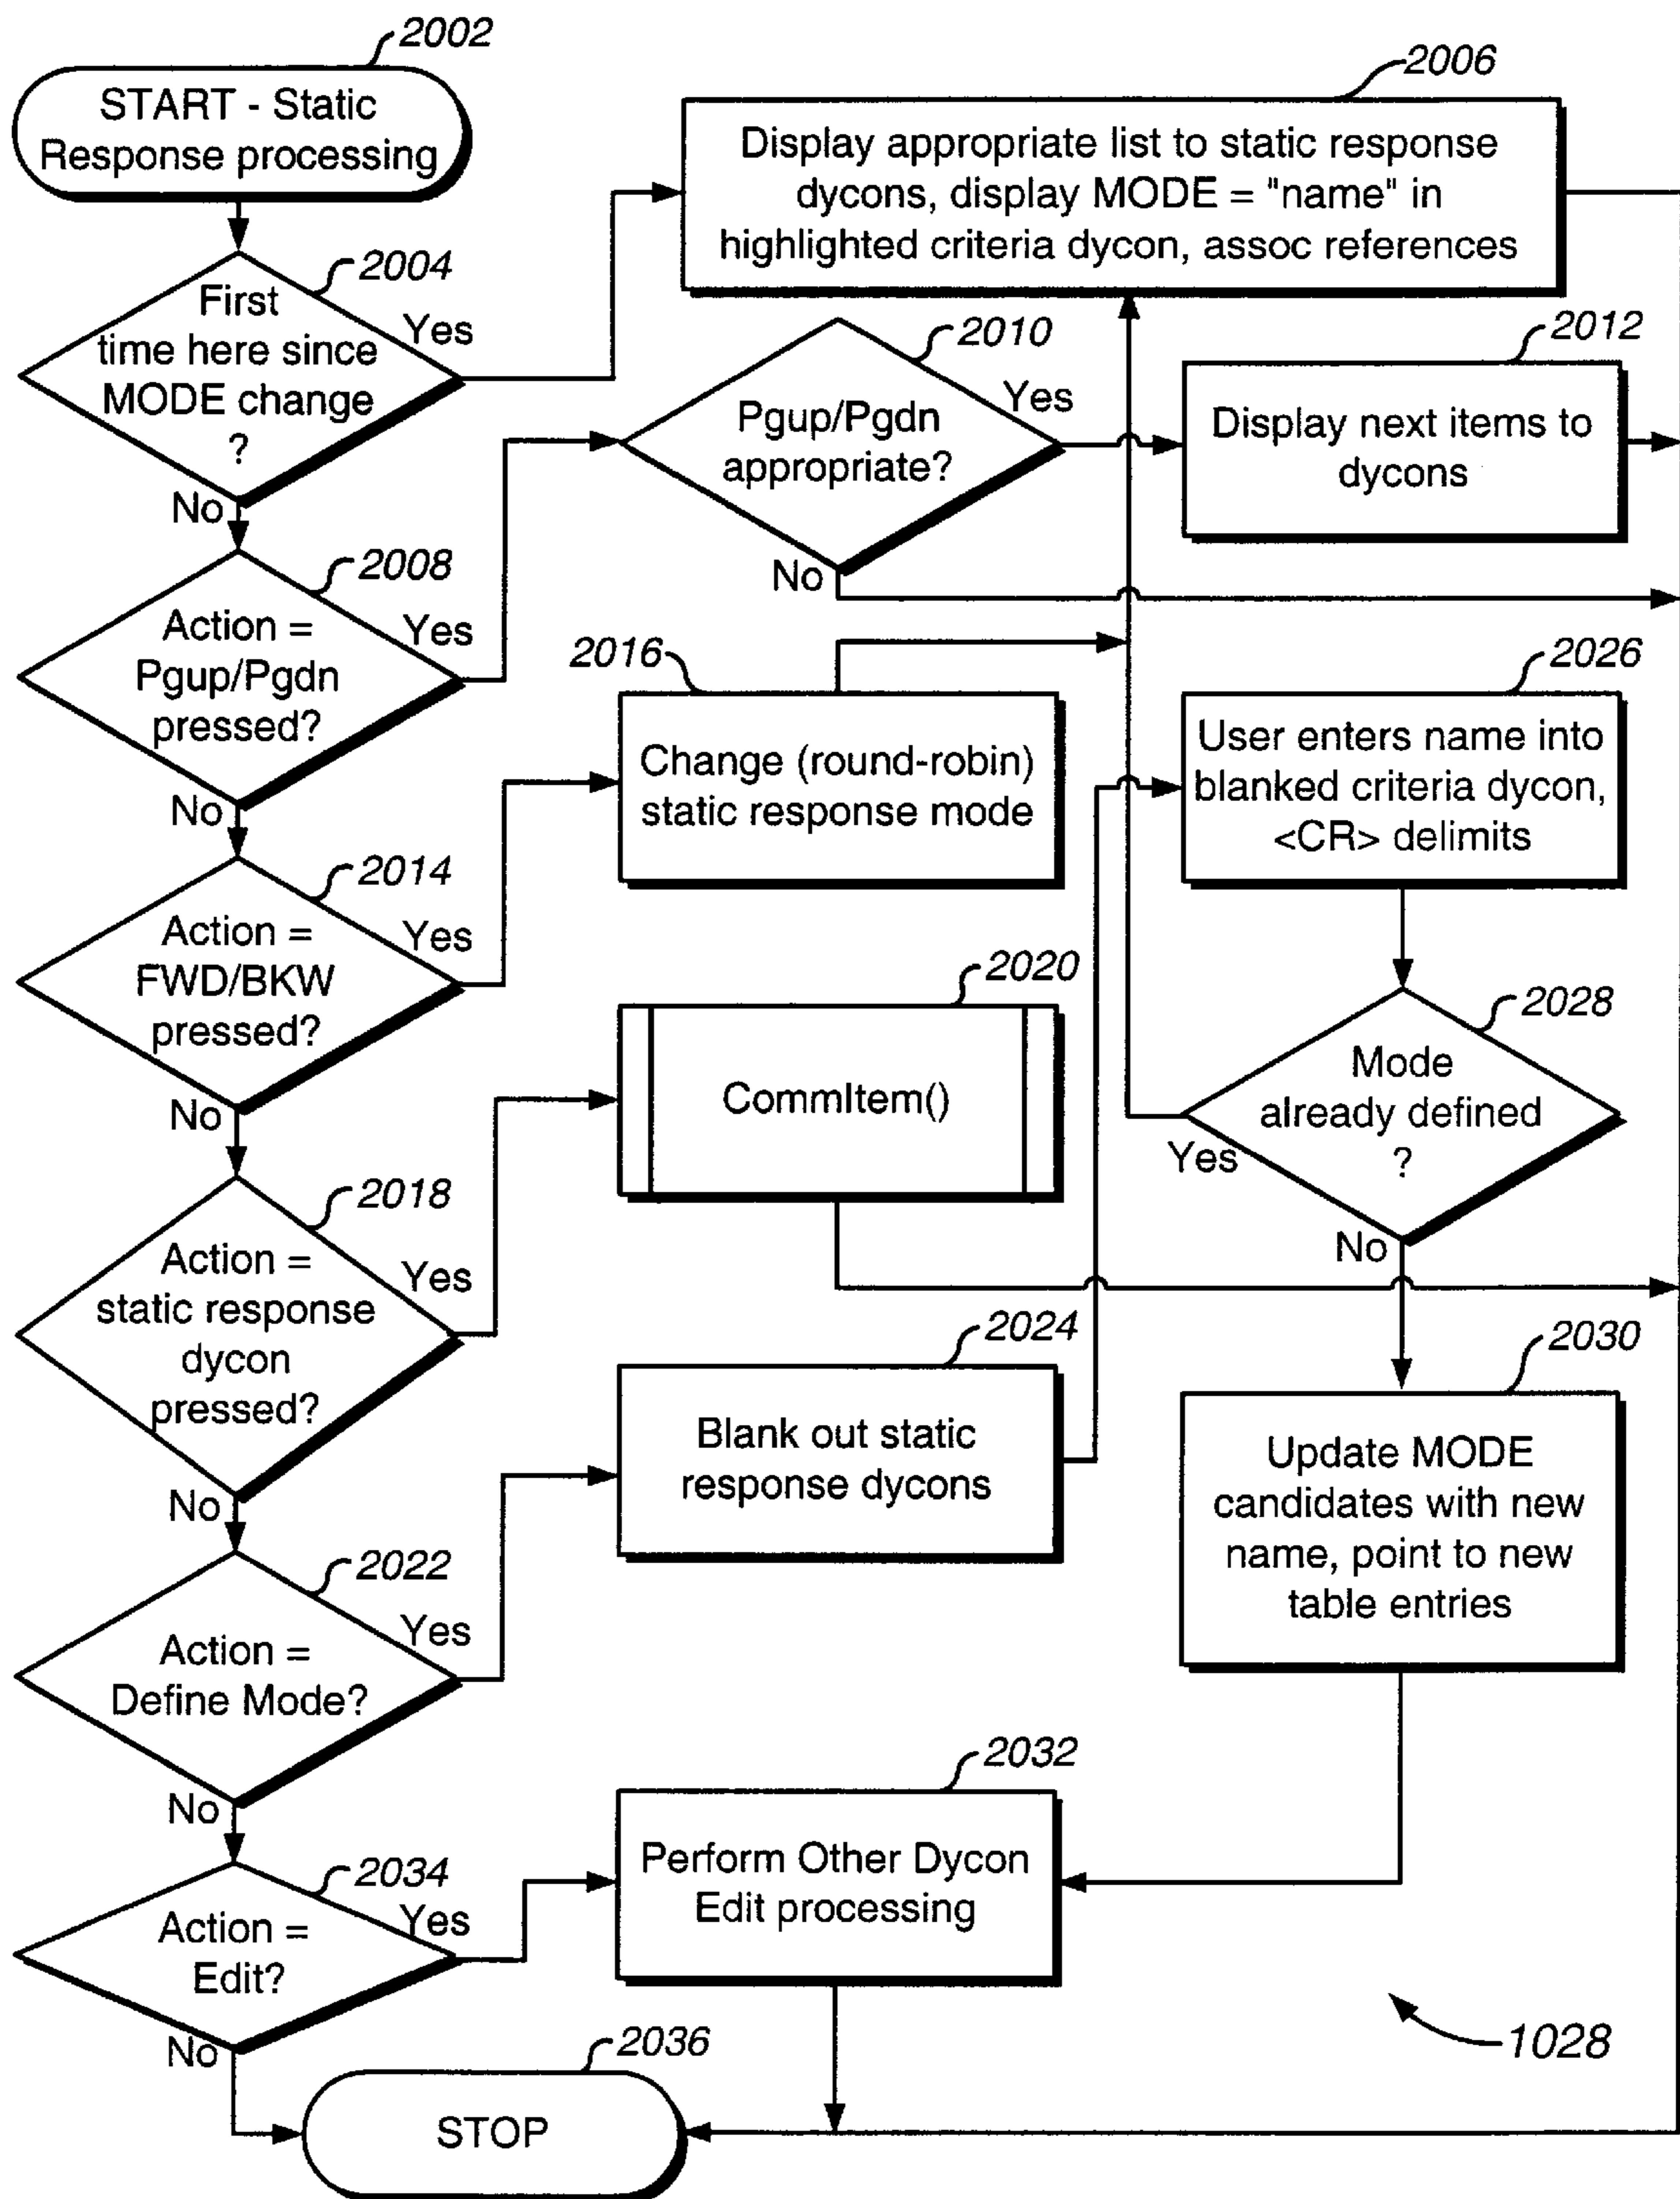 2002
START - Static
Response processing
2006
Display appropriate list to static response
dycons, display MODE = "name" in
highlighted criteria dycon, assoc references
2004
First
time here since
MODE change
?
Yes
No
2010
Pgup/Pgdn
appropriate?
Yes
No
2012
Display next items to
dycons
2008
Action =
Pgup/Pgdn
pressed?
Yes
No
2016
Change (round-robin)
static response mode
2026
User enters name into
blanked criteria dycon,
<CR> delimits
2014
Action =
FWD/BKW
pressed?
Yes
No
2020
CommItem()
2028
Mode
already defined
?
Yes
No
2018
Action =
static response
dycon
pressed?
Yes
No
2024
Blank out static
response dycons
2030
Update MODE
candidates with new
name, point to new
table entries
2022
Action =
Define Mode?
Yes
No
2032
Perform Other Dycon
Edit processing
2034
Action =
Edit?
Yes
No
2036
STOP
1028